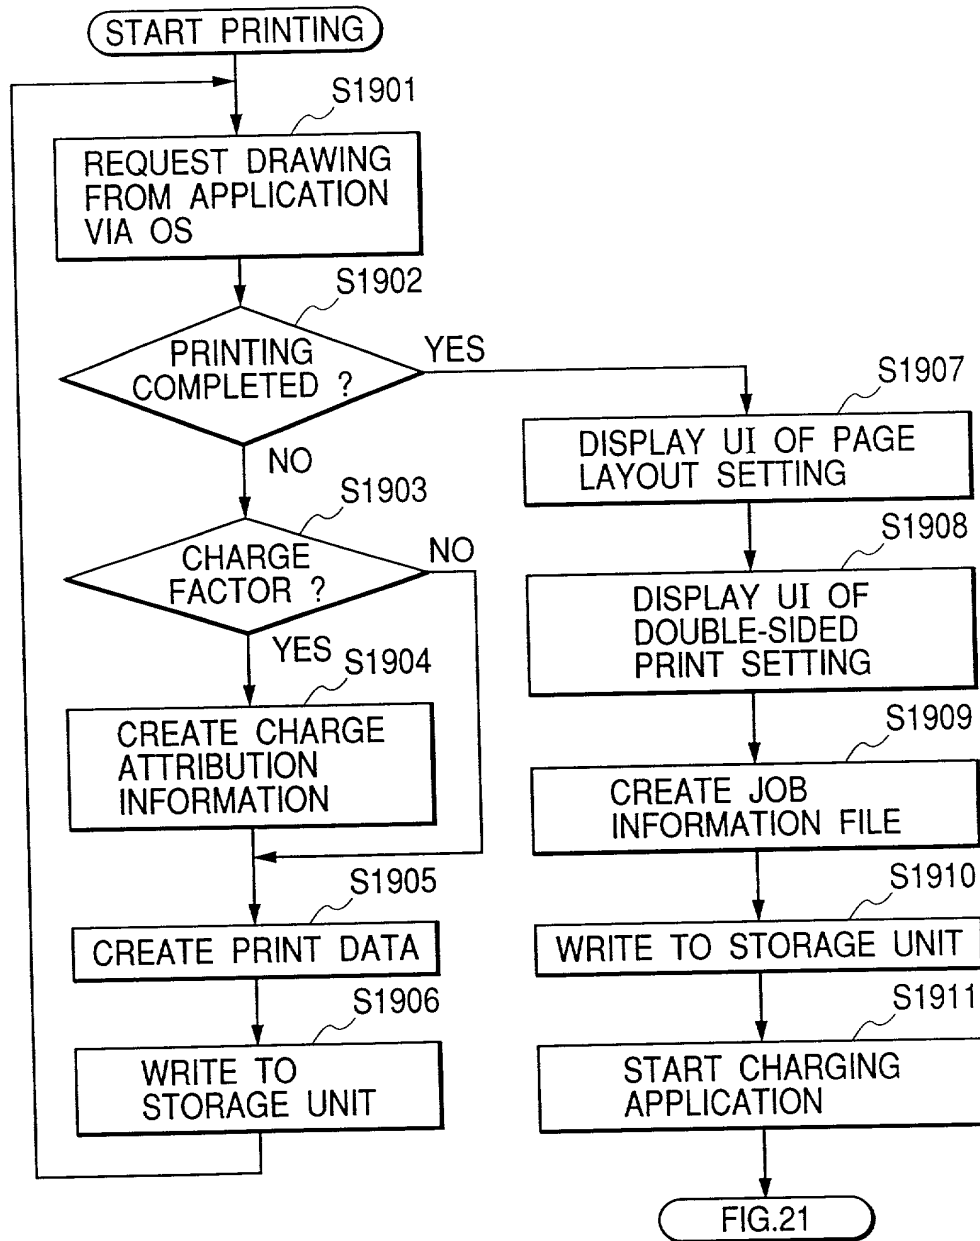 START PRINTING
S1901
REQUEST DRAWING
FROM APPLICATION
VIA OS
S1902
PRINTING
COMPLETED ?
YES
NO
S1903
CHARGE
FACTOR ?
NO
YES
S1904
CREATE CHARGE
ATTRIBUTION
INFORMATION
S1905
CREATE PRINT DATA
S1906
WRITE TO
STORAGE UNIT
S1907
DISPLAY UI OF PAGE
LAYOUT SETTING
S1908
DISPLAY UI OF
DOUBLE-SIDED
PRINT SETTING
S1909
CREATE JOB
INFORMATION FILE
S1910
WRITE TO STORAGE UNIT
S1911
START CHARGING
APPLICATION
FIG.21